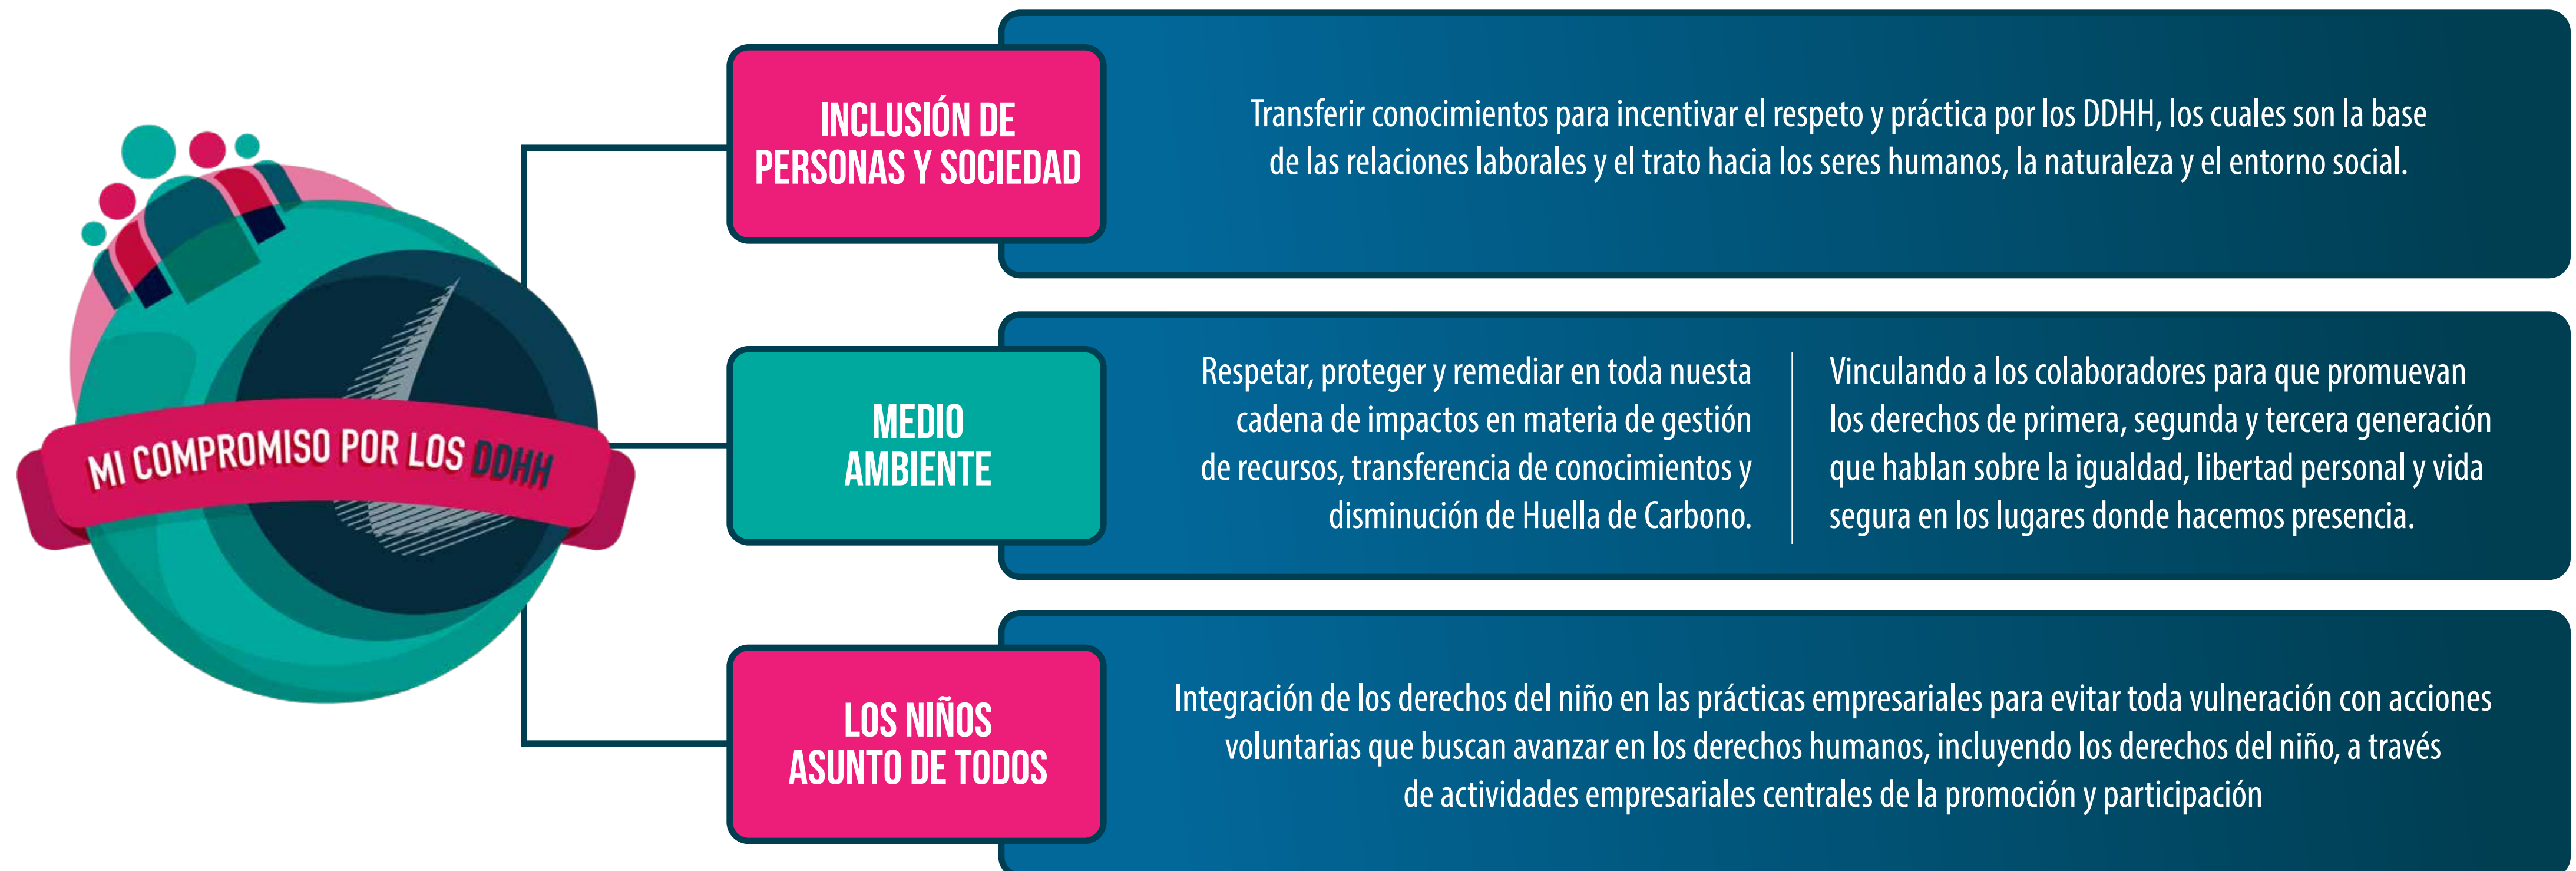 MI COMPROMISO POR LOS DDHH
INCLUSIÓN DE
PERSONAS Y SOCIEDAD
Transferir conocimientos para incentivar el respeto y práctica por los DDHH, los cuales son la base
de las relaciones laborales y el trato hacia los seres humanos, la naturaleza y el entorno social.
MEDIO
AMBIENTE
Respetar, proteger y remediar en toda nuesta
cadena de impactos en materia de gestión
de recursos, transferencia de conocimientos y
disminución de Huella de Carbono.
Vinculando a los colaboradores para que promuevan
los derechos de primera, segunda y tercera generación
que hablan sobre la igualdad, libertad personal y vida
segura en los lugares donde hacemos presencia.
LOS NIÑOS
ASUNTO DE TODOS
Integración de los derechos del niño en las prácticas empresariales para evitar toda vulneración con acciones
voluntarias que buscan avanzar en los derechos humanos, incluyendo los derechos del niño, a través
de actividades empresariales centrales de la promoción y participación